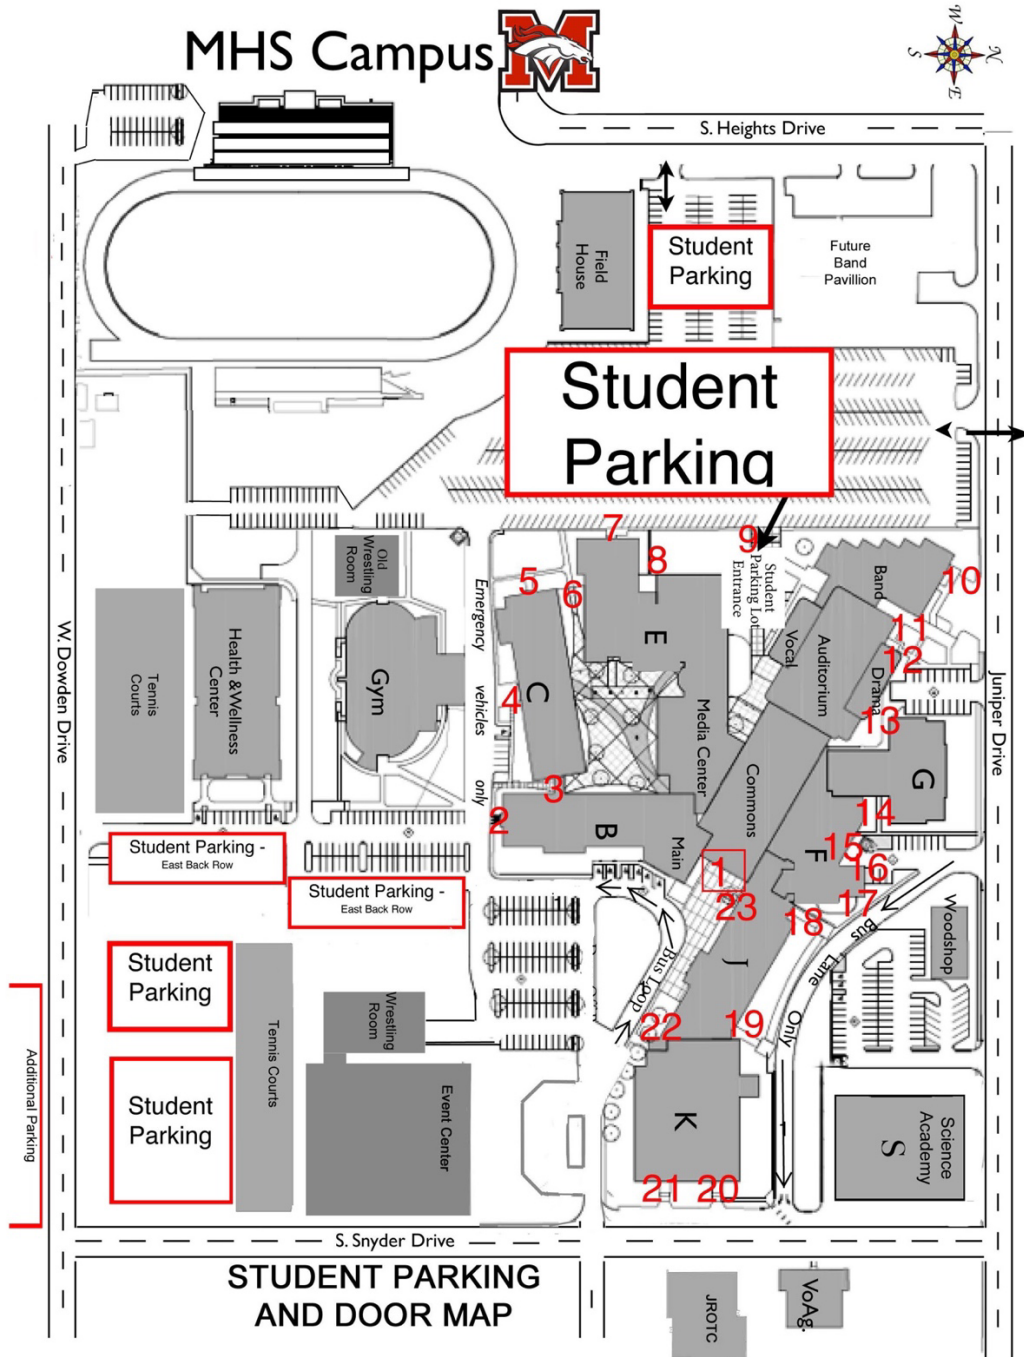 MHS Campus
M
W
S
N
E
S. Heights Drive
Field
House
Student
Parking
Future
Band
Pavillion
Student
Parking
7
9
8
Student
Parking Lot
Entrance
Old
Wrestling
Room
5
6
Emergency vehicles only
Band
10
11
12
E
Vocal
Auditorium
Drama
13
W. Dowden Drive
Tennis
Courts
Health &Wellness
Center
Gym
4
C
Media Center
Juniper Drive
G
3
2
B
Commons
14
Main
F
15
16
Student Parking -
East Back Row
Student Parking -
East Back Row
1
23
17
18
Woodshop
Bus Lane Only
Bus Loop
J
Student
Parking
Tennis Courts
Wrestling
Room
22
19
Additional Parking
Student
Parking
Event Center
K
Science
Academy
S
21
20
S. Snyder Drive
STUDENT PARKING
AND DOOR MAP
JROTC
VoAg.